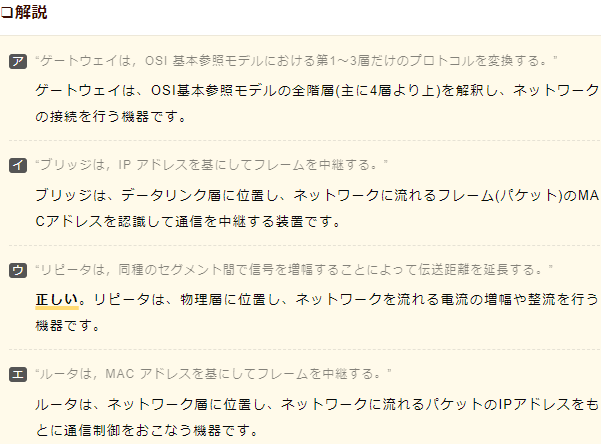 ❏解説
ア “ゲートウェイは，OSI 基本参照モデルにおける第1〜3層だけのプロトコルを変換する。”
ゲートウェイは、OSI基本参照モデルの全階層(主に4層より上)を解釈し、ネットワーク
の接続を行う機器です。
イ “ブリッジは，IP アドレスを基にしてフレームを中継する。”
ブリッジは、データリンク層に位置し、ネットワークに流れるフレーム(パケット)のMA
Cアドレスを認識して通信を中継する装置です。
ウ “リピータは，同種のセグメント間で信号を増幅することによって伝送距離を延長する。”
正しい。リピータは、物理層に位置し、ネットワークを流れる電流の増幅や整流を行う
機器です。
エ “ルータは，MAC アドレスを基にしてフレームを中継する。”
ルータは、ネットワーク層に位置し、ネットワークに流れるパケットのIPアドレスをも
とに通信制御をおこなう機器です。